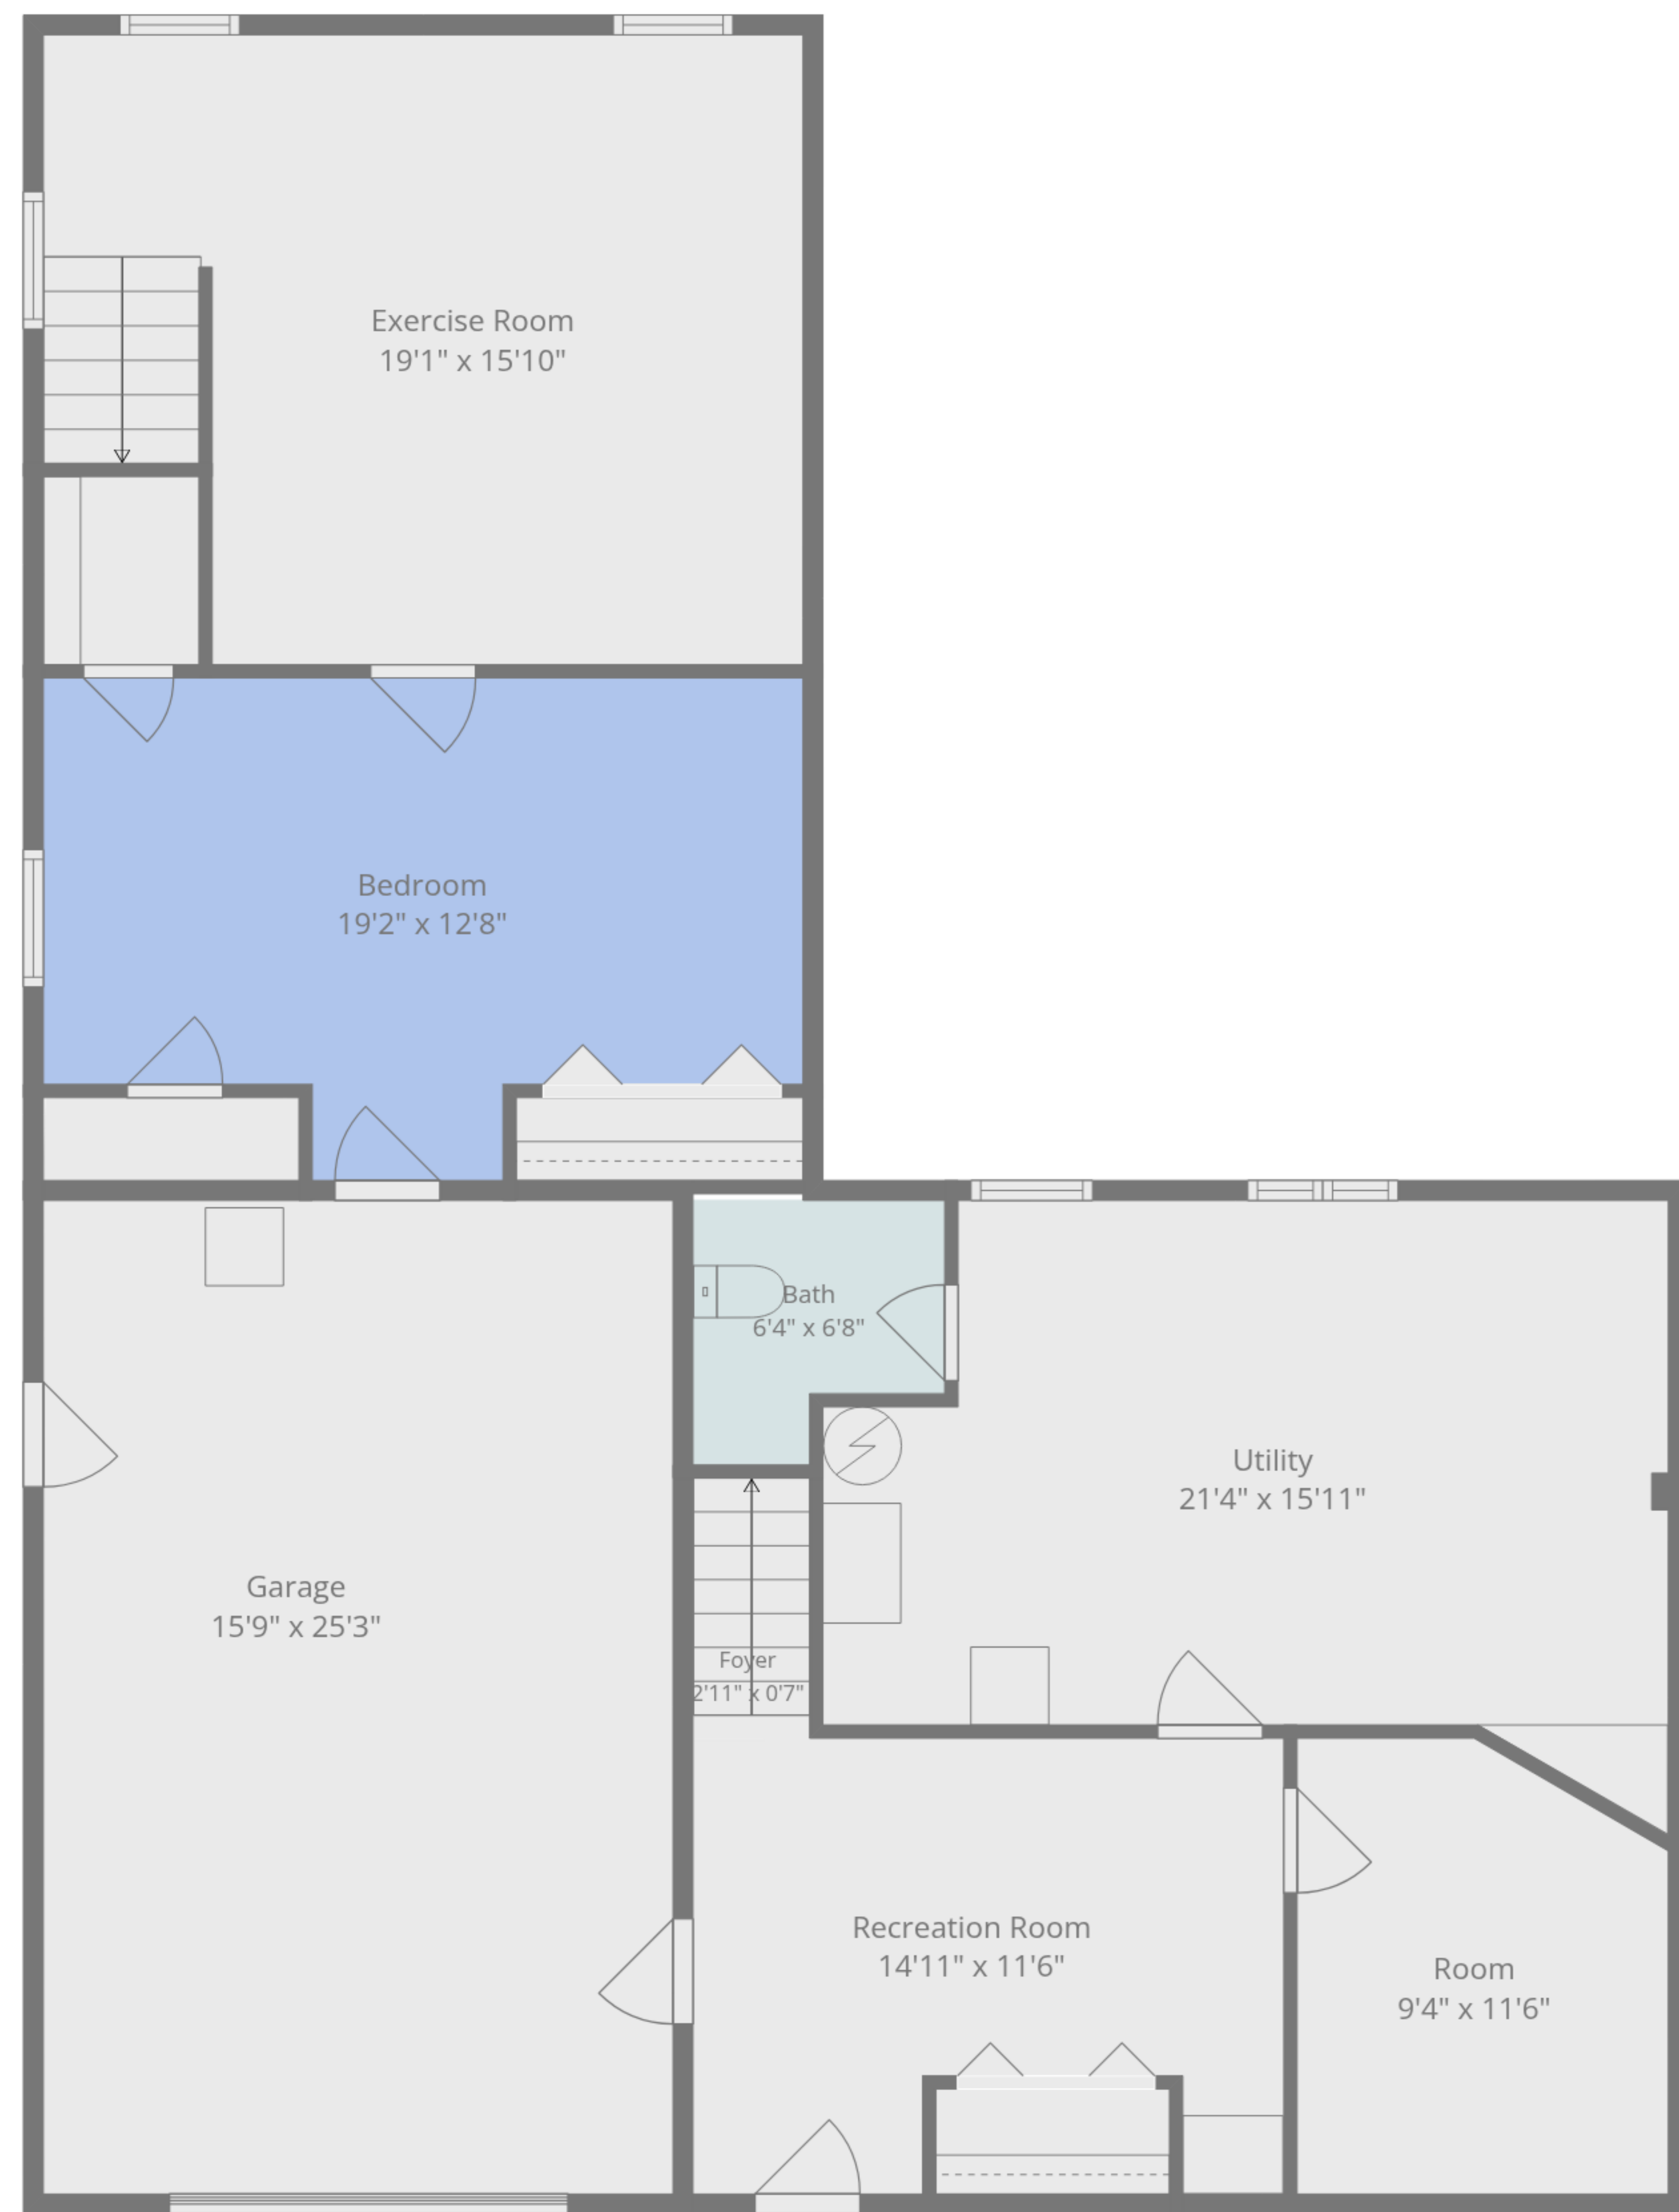 Exercise Room
19'1" x 15'10"
Bedroom
19'2" x 12'8"
Bath
6'4" x 6'8"
Utility
21'4" x 15'11"
Garage
15'9" x 25'3"
Foyer
2'11" x 0'7"
Recreation Room
14'11" x 11'6"
Room
9'4" x 11'6"